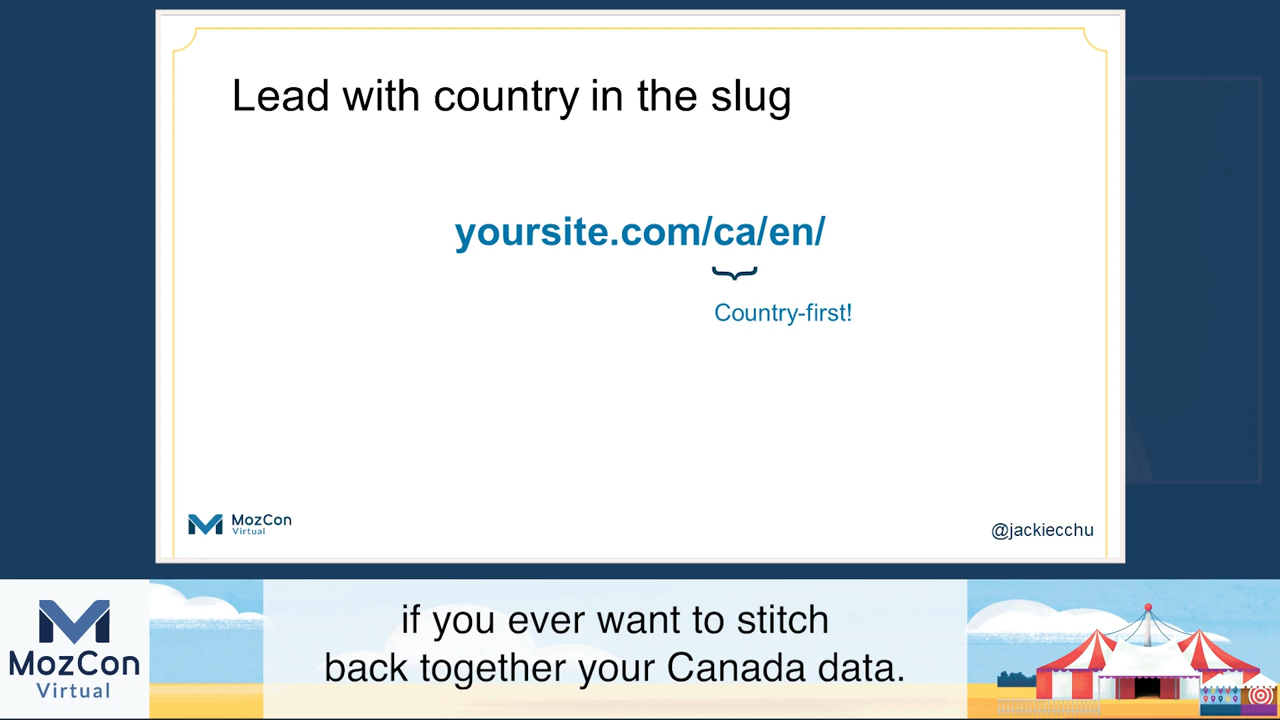 Lead with country in the slug
yoursite.com/ca/en/
Country-first!
MozCon
Virtual
@jackiecchu
MozCon
Virtual
if you ever want to stitch
back together your Canada data.